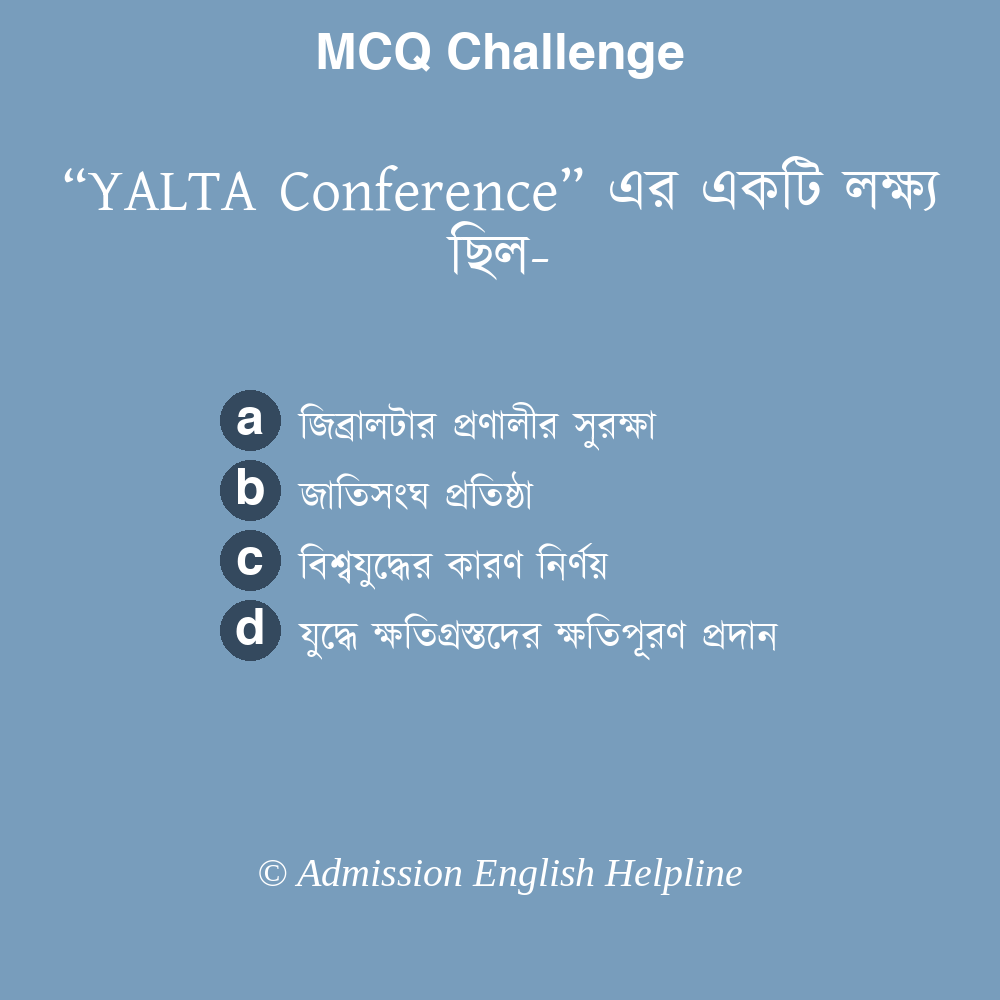 MCQ Challenge
“YALTA Conference” এর একটি লক্ষ্য
ছিল-
a জিব্রালটার প্রণালীর সুরক্ষা
b জাতিসংঘ প্রতিষ্ঠা
c বিশ্বযুদ্ধের কারণ নির্ণয়
d যুদ্ধে ক্ষতিগ্রস্তদের ক্ষতিপূরণ প্রদান
© Admission English Helpline